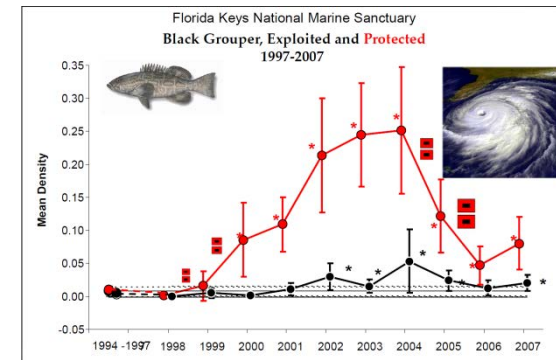 Florida Keys National Marine Sanctuary
Black Grouper, Exploited and Protected
1997-2007
0.35
0.30
0.25
0.20
0.15
0.10
0.05
0.00
-0.05
Mean Density
1994 -1997 1998 1999 2000 2001 2002 2003 2004 2005 2006 2007